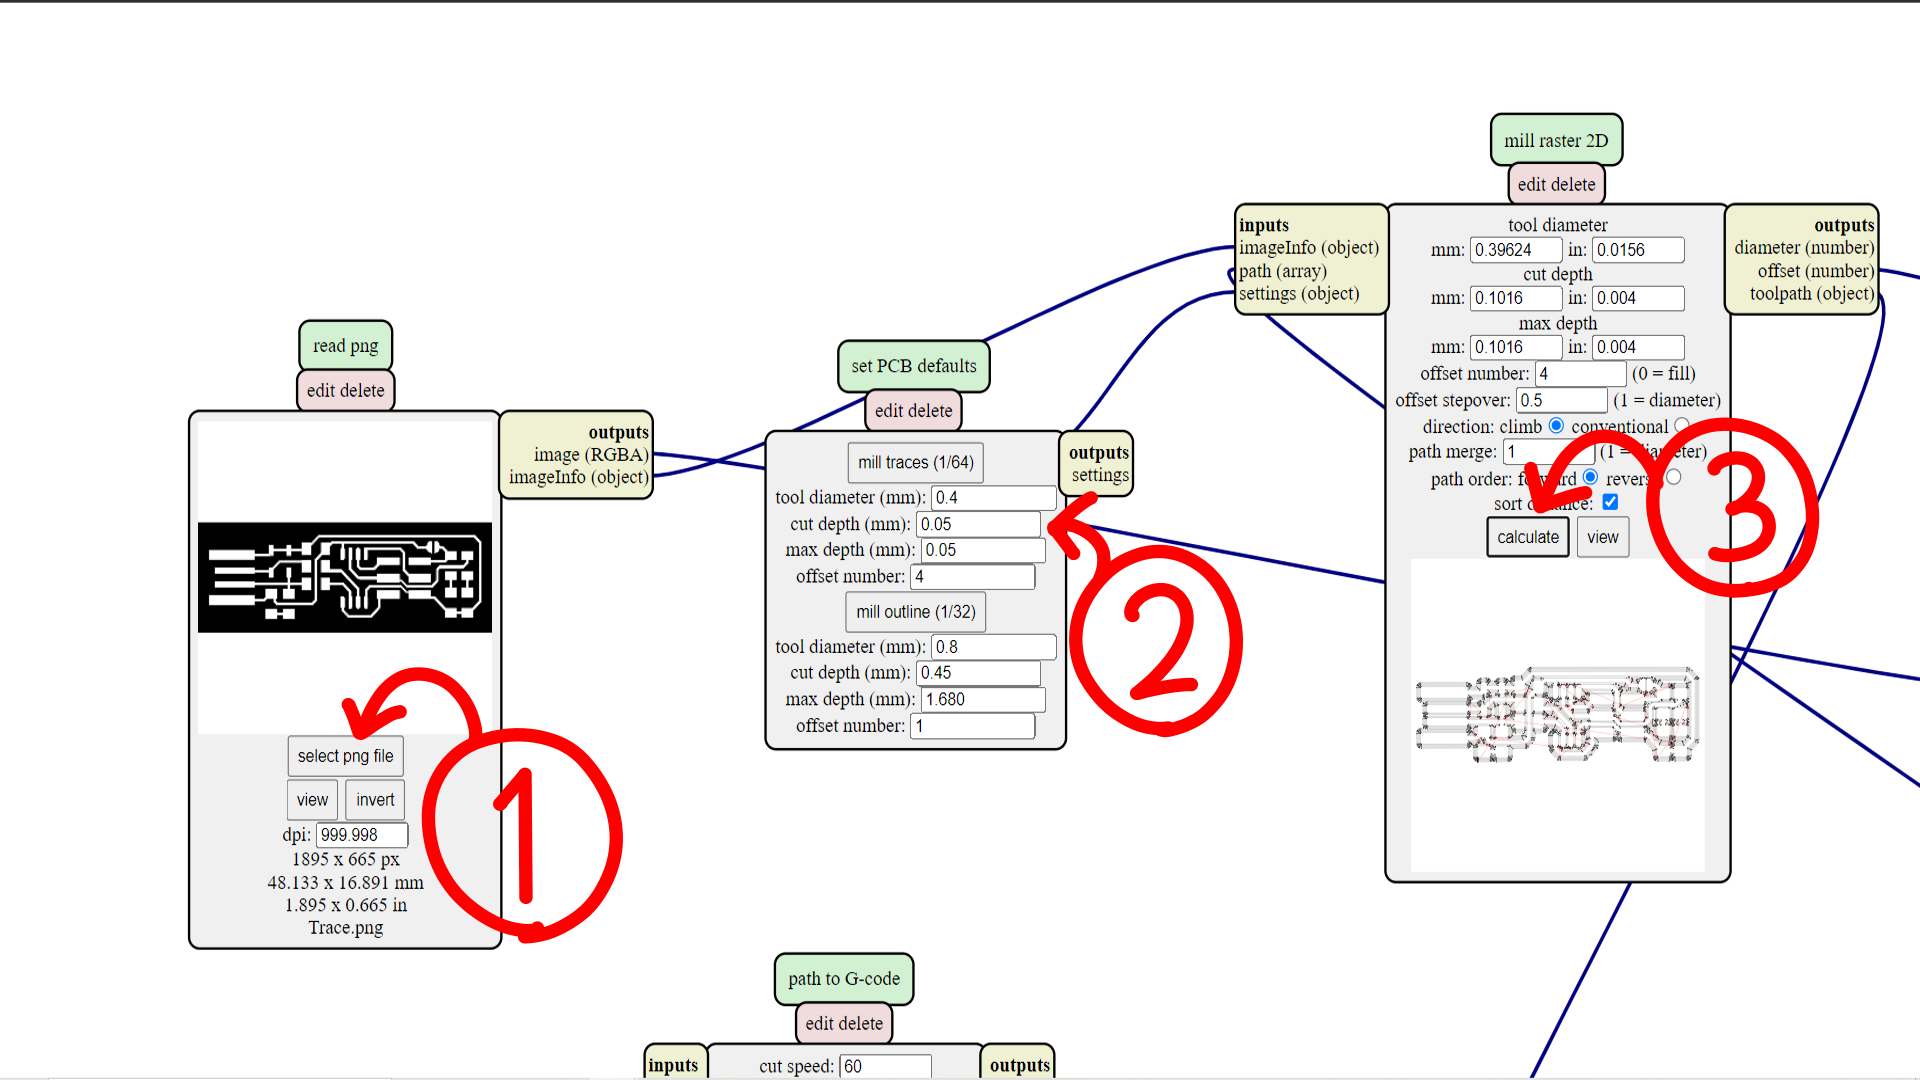 read png
edit delete
outputs
image (RGBA)
imageInfo (object)
select png file
view invert
dpi: 999.998
1895 x 665 px
48.133 x 16.891 mm
1.895 x 0.665 in
Trace.png
1
set PCB defaults
edit delete
mill traces (1/64)
tool diameter (mm): 0.4
cut depth (mm): 0.05
max depth (mm): 0.05
offset number: 4
mill outline (1/32)
tool diameter (mm): 0.8
cut depth (mm): 0.45
max depth (mm): 1.680
offset number: 1
outputs
settings
2
mill raster 2D
edit delete
inputs
imageInfo (object)
path (array)
settings (object)
tool diameter
mm: 0.39624 in: 0.0156
cut depth
mm: 0.1016 in: 0.004
max depth
mm: 0.1016 in: 0.004
offset number: 4 (0 = fill)
offset stepover: 0.5 (1 = diameter)
direction: climb conventional
path merge: 1 (1 = diameter)
path order: forward reverse
sort distance:
calculate view
outputs
diameter (number)
offset (number)
toolpath (object)
3
path to G-code
edit delete
inputs
cut speed: 60
outputs